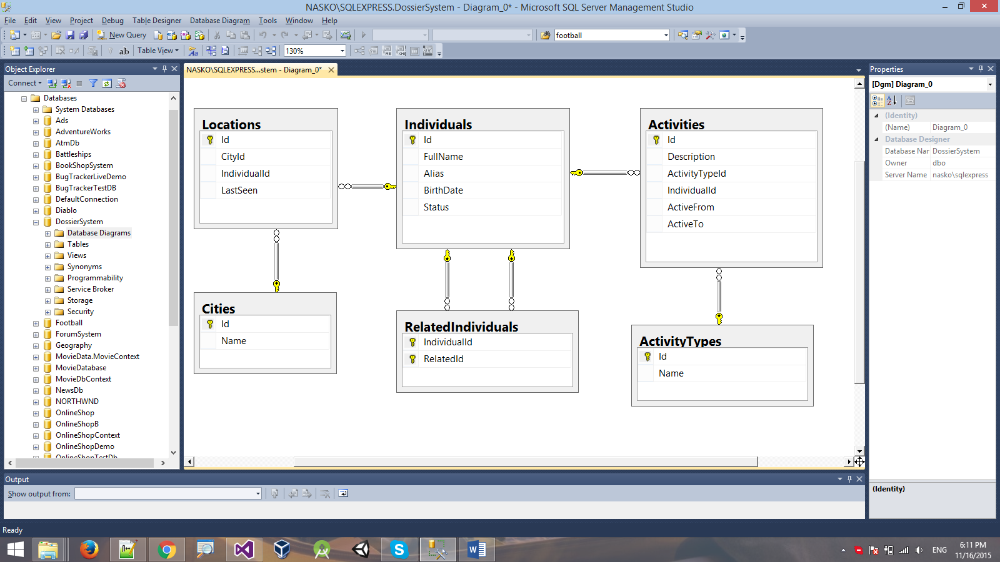 NASKO\SQLEXPRESS.DossierSystem - Diagram_0* - Microsoft SQL Server Management Studio
File Edit View Project Debug Table Designer Database Diagram Tools Window Help
New Query football
Table View 130%
Object Explorer
Connect
Databases
System Databases
Ads
AdventureWorks
AtmDb
Battleships
BookShopSystem
BugTrackerLiveDemo
BugTrackerTestDB
DefaultConnection
Diablo
DossierSystem
Database Diagrams
Tables
Views
Synonyms
Programmability
Service Broker
Storage
Security
Football
ForumSystem
Geography
MovieData.MovieContext
MovieDatabase
MovieDbContext
NewsDb
NORTHWND
OnlineShop
OnlineShopB
OnlineShopContext
OnlineShopDemo
OnlineShopTestDb
NASKO\SQLEXPRESS...stem - Diagram_0*
Locations
Id
CityId
IndividualId
LastSeen
Individuals
Id
FullName
Alias
BirthDate
Status
Activities
Id
Description
ActivityTypeId
IndividualId
ActiveFrom
ActiveTo
Cities
Id
Name
RelatedIndividuals
IndividualId
RelatedId
ActivityTypes
Id
Name
Properties
[Dgm] Diagram_0
(Identity)
(Name) Diagram_0
Database Designer
Database Nar DossierSystem
Owner dbo
Server Name nasko\sqlexpress
(Identity)
Output
Show output from:
Ready
ENG
6:11 PM
11/16/2015